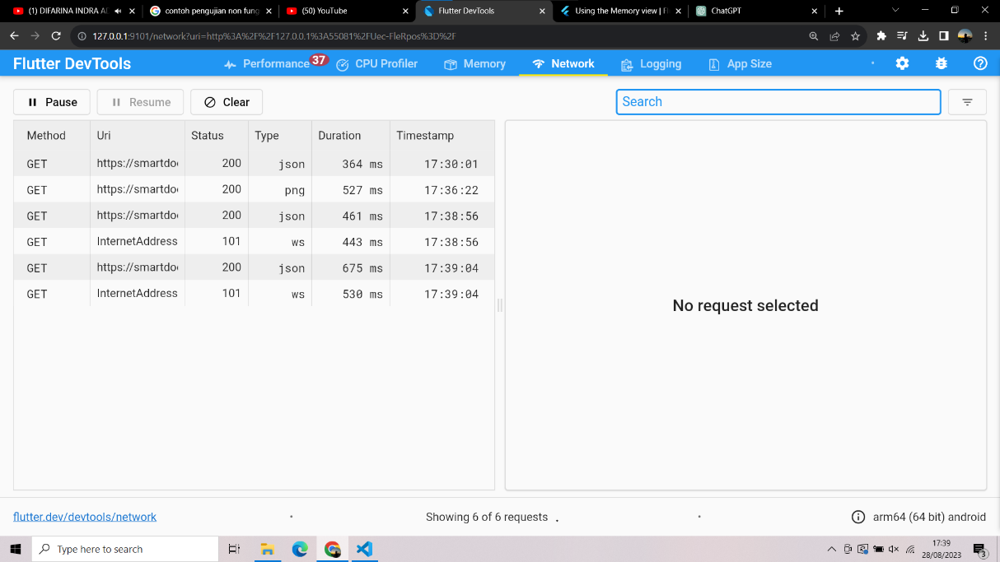 (1) DIFARINA INDRA AD
contoh pengujian non fung
(50) YouTube
Flutter DevTools
Using the Memory view | Fl
ChatGPT
127.0.0.1:9101/network?uri=http%3A%2F%2F127.0.0.1%3A55081%2FUec-FleRpos%3D%2F
Flutter DevTools
Performance 37
CPU Profiler
Memory
Network
Logging
App Size
Pause
Resume
Clear
Search
Method Uri Status Type Duration Timestamp
GET https://smartdo 200 json 364 ms 17:30:01
GET https://smartdo 200 png 527 ms 17:36:22
GET https://smartdo 200 json 461 ms 17:38:56
GET InternetAddress 101 ws 443 ms 17:38:56
GET https://smartdo 200 json 675 ms 17:39:04
GET InternetAddress 101 ws 530 ms 17:39:04
No request selected
flutter.dev/devtools/network
•
Showing 6 of 6 requests
•
arm64 (64 bit) android
Type here to search
17:39
28/08/2023
3